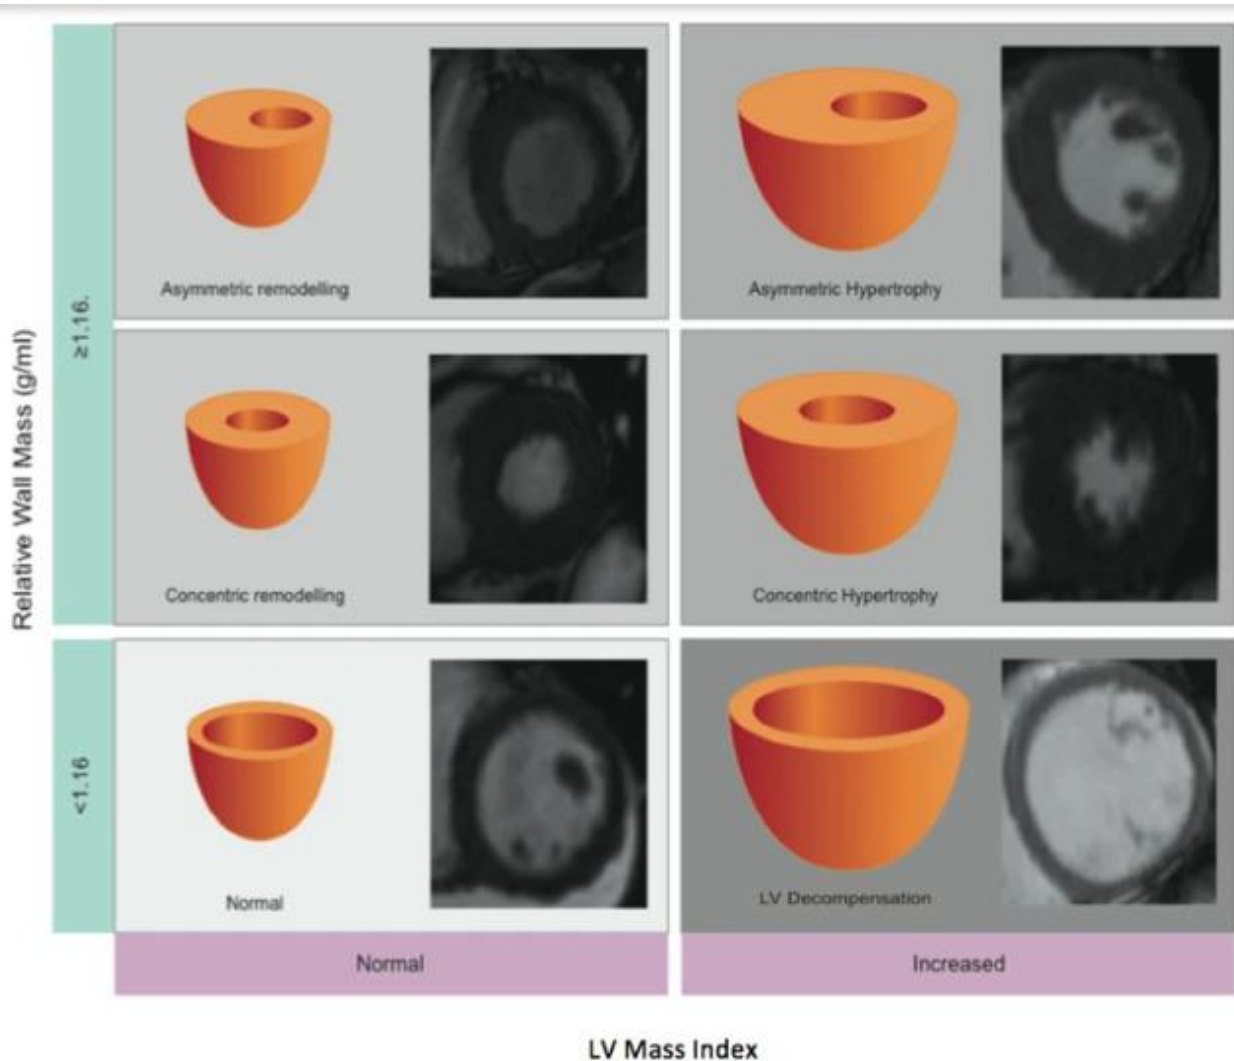 Relative Wall Mass (g/ml)
≥1.16.
Asymmetric remodelling
Asymmetric Hypertrophy
Concentric remodelling
Concentric Hypertrophy
<1.16
Normal
LV Decompensation
Normal
Increased
LV Mass Index